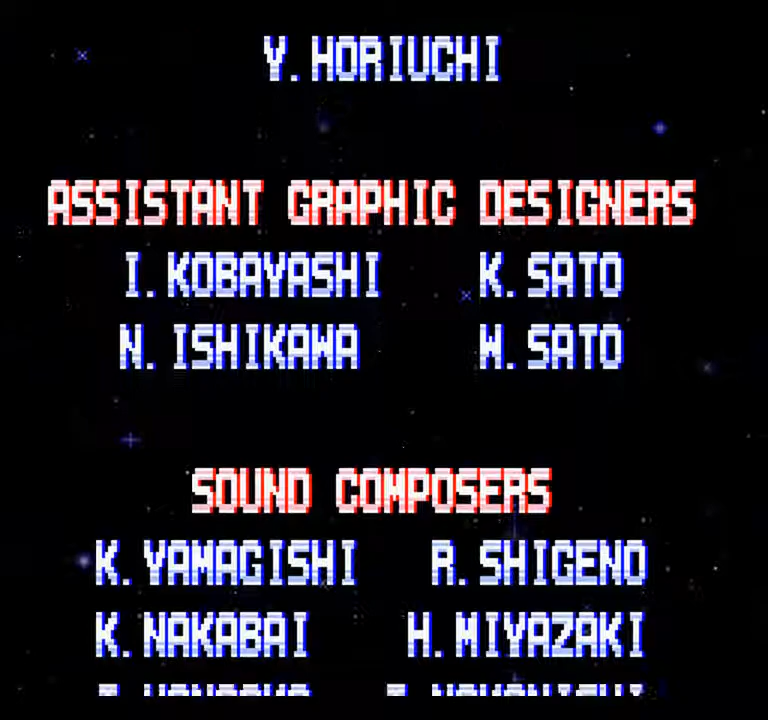 Y. HORIUCHI
ASSISTANT GRAPHIC DESIGNERS
I. KOBAYASHI K. SATO
N. ISHIKAWA M. SATO
SOUND COMPOSERS
K. YAMAGISHI R. SHIGENO
K. NAKABAI H. MIYAZAKI